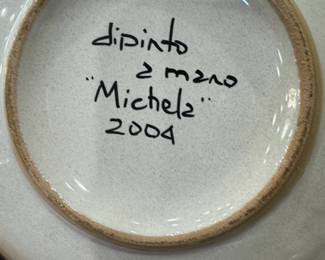 dipinto
a mano
"Michela"
2004